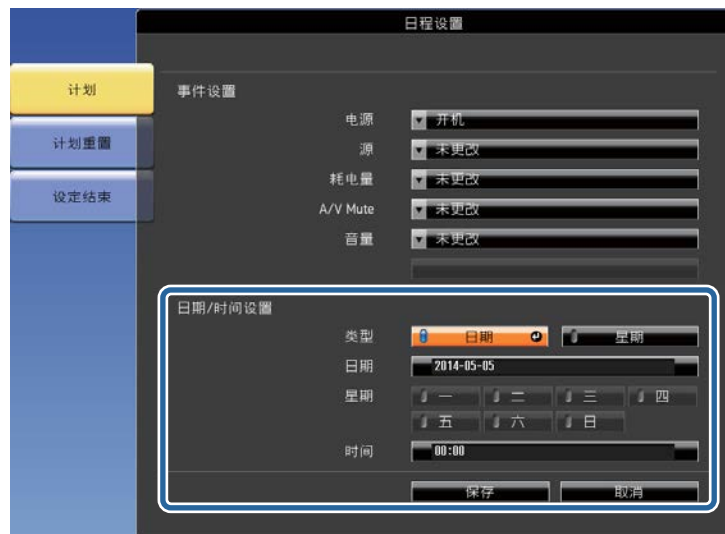 日程设置
计划
计划重置
设定结束
事件设置
电源 开机
源 未更改
耗电量 未更改
A/V Mute 未更改
音量 未更改
日期/时间设置
类型 日期 星期
日期 2014-05-05
星期 一 二 三 四
五 六 日
时间 00:00
保存 取消